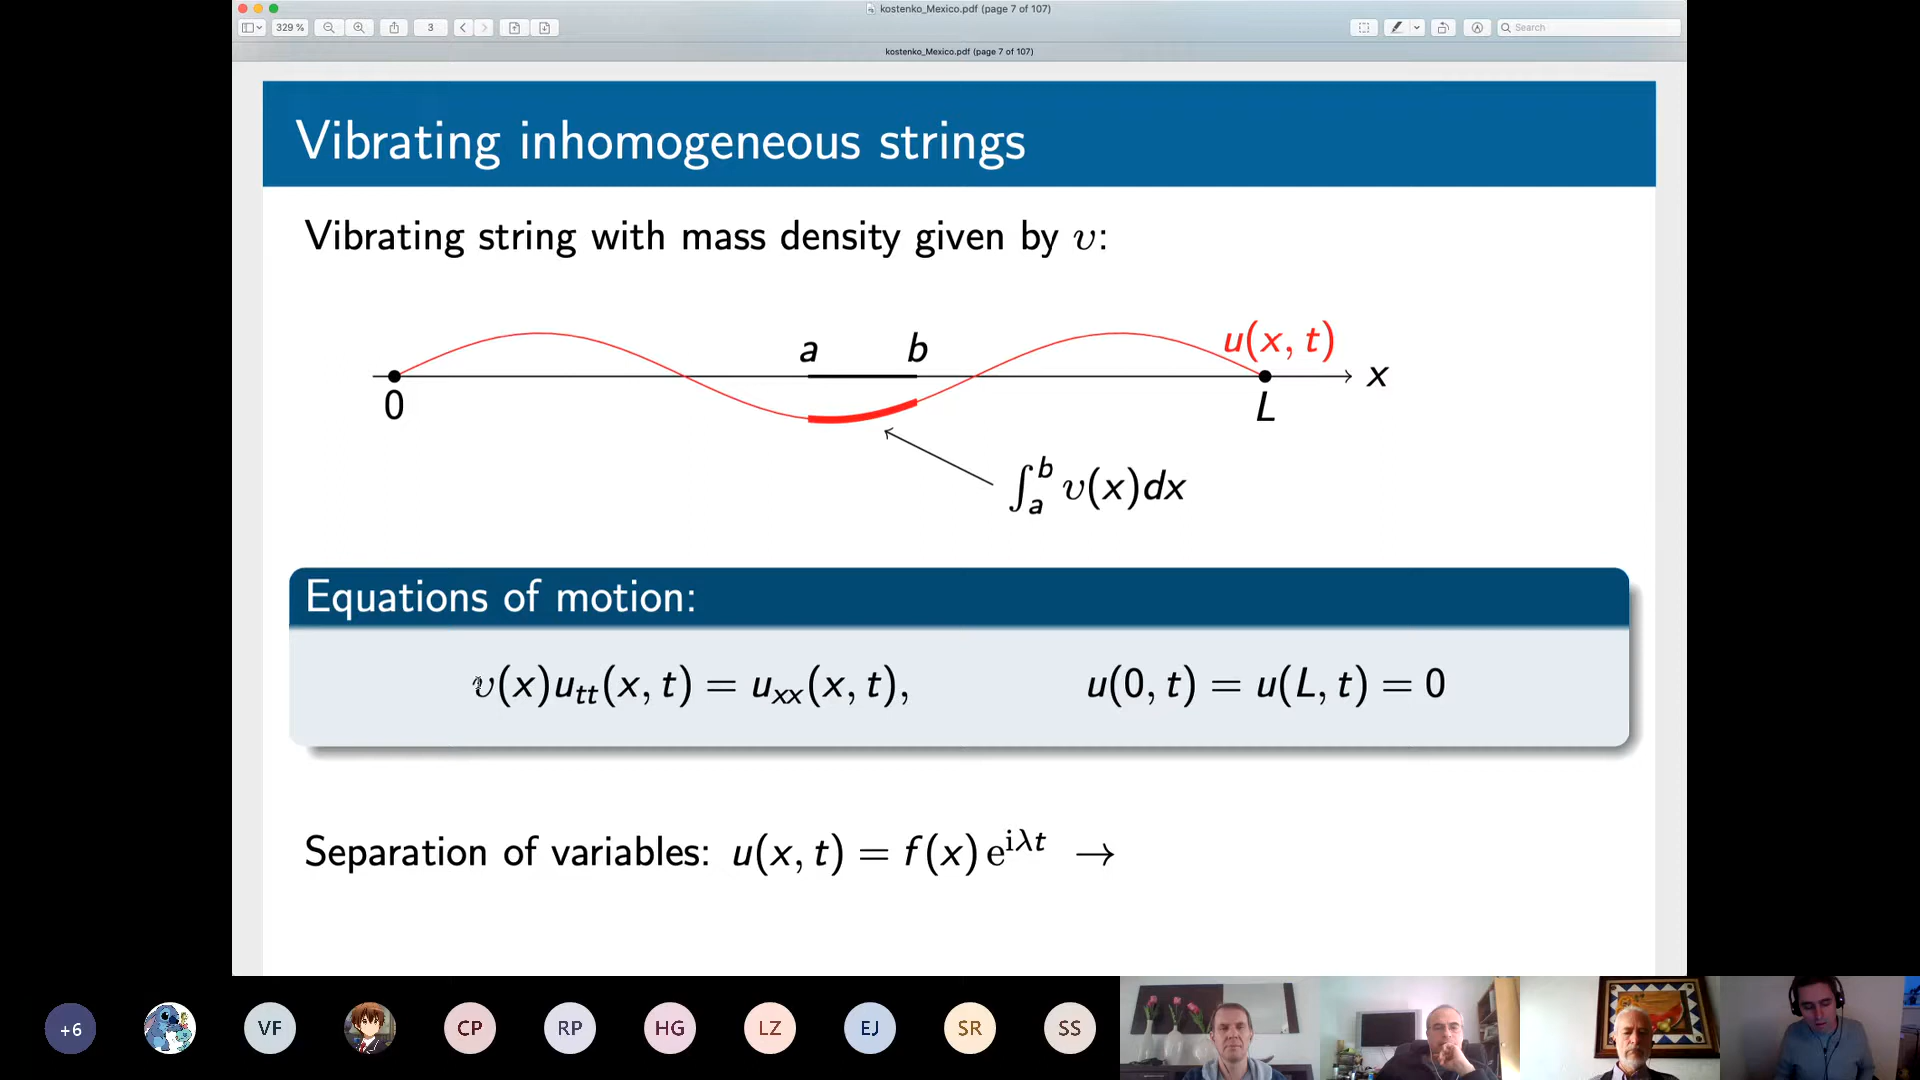 kostenko_Mexico.pdf (page 7 of 107)
329 %
3
Search
kostenko_Mexico.pdf (page 7 of 107)
Vibrating inhomogeneous strings
Vibrating string with mass density given by υ:
a b u(x, t)
x
0 L
∫_a^b υ(x)dx
Equations of motion:
υ(x)u_tt(x, t) = u_xx(x, t), u(0, t) = u(L, t) = 0
Separation of variables: u(x, t) = f(x) e^{iλt} →
+6 VF CP RP HG LZ EJ SR SS